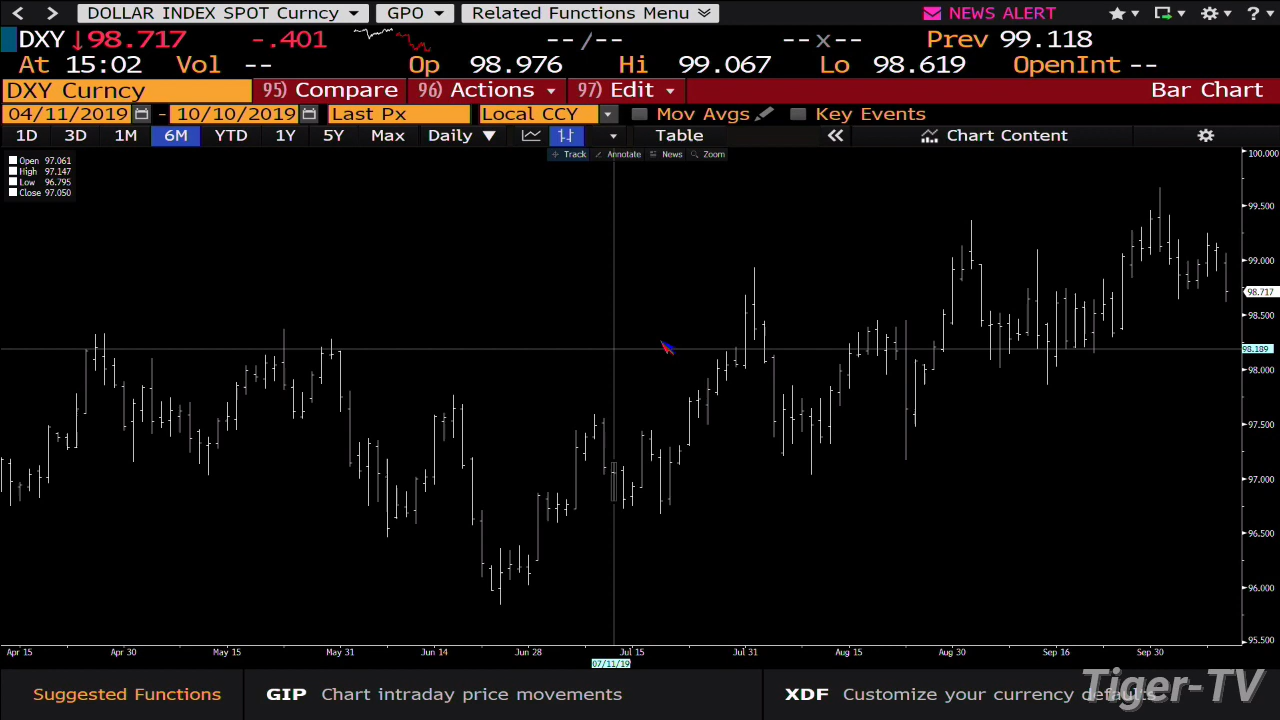 DOLLAR INDEX SPOT Curncy GPO Related Functions Menu NEWS ALERT ?
DXY ↓98.717 -.401 --/-- --x-- Prev 99.118
At 15:02 Vol -- Op 98.976 Hi 99.067 Lo 98.619 OpenInt --
DXY Curncy 95) Compare 96) Actions 97) Edit Bar Chart
04/11/2019 - 10/10/2019 Last Px Local CCY Mov Avgs Key Events
1D 3D 1M 6M YTD 1Y 5Y Max Daily ▼ Table « Chart Content
Track Annotate News Zoom
Open 97.061
High 97.147
Low 96.795
Close 97.050
100.000
99.500
99.000
98.717
98.500
98.189
98.000
97.500
97.000
96.500
96.000
95.500
Apr 15 Apr 30 May 15 May 31 Jun 14 Jun 28 Jul 15 Jul 31 Aug 15 Aug 30 Sep 16 Sep 30
07/11/19
Suggested Functions GIP Chart intraday price movements XDF Customize your currency defaults
Tiger-TV